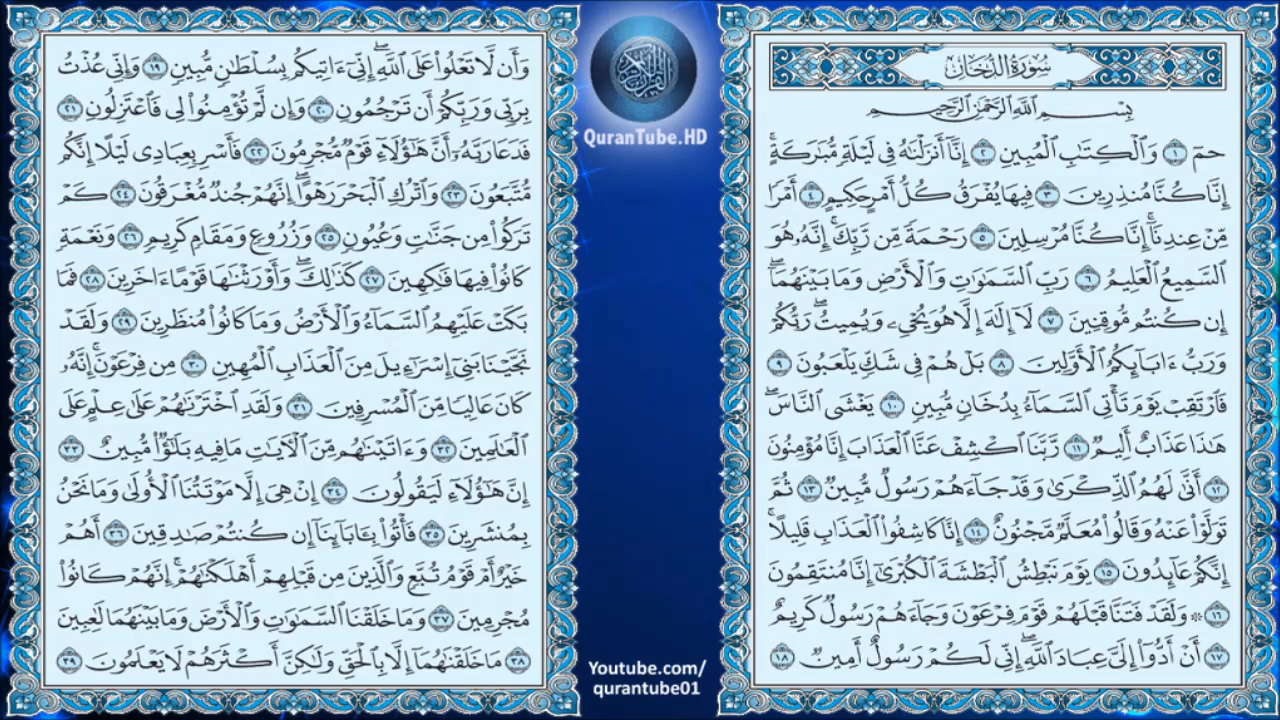 سُورَةُ الدُّخَانِ
بِسْمِ اللَّهِ الرَّحْمَٰنِ الرَّحِيمِ
حمٓ ١ وَالْكِتَابِ الْمُبِينِ ٢ إِنَّا أَنزَلْنَاهُ فِي لَيْلَةٍ مُّبَارَكَةٍ ۚ
إِنَّا كُنَّا مُنذِرِينَ ٣ فِيهَا يُفْرَقُ كُلُّ أَمْرٍ حَكِيمٍ ٤ أَمْرًا
مِّنْ عِندِنَا ۚ إِنَّا كُنَّا مُرْسِلِينَ ٥ رَحْمَةً مِّن رَّبِّكَ ۚ إِنَّهُ هُوَ
السَّمِيعُ الْعَلِيمُ ٦ رَبِّ السَّمَاوَاتِ وَالْأَرْضِ وَمَا بَيْنَهُمَا ۖ
إِن كُنتُم مُّوقِنِينَ ٧ لَا إِلَٰهَ إِلَّا هُوَ يُحْيِي وَيُمِيتُ ۖ رَبُّكُمْ
وَرَبُّ ءَابَآئِكُمُ الْأَوَّلِينَ ٨ بَلْ هُمْ فِي شَكٍّ يَلْعَبُونَ ٩
فَارْتَقِبْ يَوْمَ تَأْتِي السَّمَاءُ بِدُخَانٍ مُّبِينٍ ١٠ يَغْشَى النَّاسَ ۖ
هَٰذَا عَذَابٌ أَلِيمٌ ١١ رَّبَّنَا اكْشِفْ عَنَّا الْعَذَابَ إِنَّا مُؤْمِنُونَ
١٢ أَنَّىٰ لَهُمُ الذِّكْرَىٰ وَقَدْ جَاءَهُمْ رَسُولٌ مُّبِينٌ ١٣ ثُمَّ
تَوَلَّوْا عَنْهُ وَقَالُوا مُعَلَّمٌ مَّجْنُونٌ ١٤ إِنَّا كَاشِفُو الْعَذَابِ قَلِيلًا ۚ
إِنَّكُمْ عَائِدُونَ ١٥ يَوْمَ نَبْطِشُ الْبَطْشَةَ الْكُبْرَىٰ إِنَّا مُنتَقِمُونَ
١٦ ۞ وَلَقَدْ فَتَنَّا قَبْلَهُمْ قَوْمَ فِرْعَوْنَ وَجَاءَهُمْ رَسُولٌ كَرِيمٌ
١٧ أَنْ أَدُّوا إِلَيَّ عِبَادَ اللَّهِ ۖ إِنِّي لَكُمْ رَسُولٌ أَمِينٌ ١٨
QuranTube.HD
Youtube.com/
qurantube01
وَأَن لَّا تَعْلُوا عَلَى اللَّهِ ۖ إِنِّي ءَاتِيكُم بِسُلْطَانٍ مُّبِينٍ ١٩ وَإِنِّي عُذْتُ
بِرَبِّي وَرَبِّكُمْ أَن تَرْجُمُونِ ٢٠ وَإِن لَّمْ تُؤْمِنُوا لِي فَاعْتَزِلُونِ ٢١
فَدَعَا رَبَّهُ أَنَّ هَٰؤُلَاءِ قَوْمٌ مُّجْرِمُونَ ٢٢ فَأَسْرِ بِعِبَادِي لَيْلًا إِنَّكُم
مُّتَّبَعُونَ ٢٣ وَاتْرُكِ الْبَحْرَ رَهْوًا ۖ إِنَّهُمْ جُندٌ مُّغْرَقُونَ ٢٤ كَمْ
تَرَكُوا مِن جَنَّاتٍ وَعُيُونٍ ٢٥ وَزُرُوعٍ وَمَقَامٍ كَرِيمٍ ٢٦ وَنَعْمَةٍ
كَانُوا فِيهَا فَاكِهِينَ ٢٧ كَذَٰلِكَ ۖ وَأَوْرَثْنَاهَا قَوْمًا ءَاخَرِينَ ٢٨ فَمَا
بَكَتْ عَلَيْهِمُ السَّمَاءُ وَالْأَرْضُ وَمَا كَانُوا مُنظَرِينَ ٢٩ وَلَقَدْ
نَجَّيْنَا بَنِي إِسْرَائِيلَ مِنَ الْعَذَابِ الْمُهِينِ ٣٠ مِن فِرْعَوْنَ ۚ إِنَّهُ
كَانَ عَالِيًا مِّنَ الْمُسْرِفِينَ ٣١ وَلَقَدِ اخْتَرْنَاهُمْ عَلَىٰ عِلْمٍ عَلَى
الْعَالَمِينَ ٣٢ وَءَاتَيْنَاهُم مِّنَ الْآيَاتِ مَا فِيهِ بَلَاءٌ مُّبِينٌ ٣٣
إِنَّ هَٰؤُلَاءِ لَيَقُولُونَ ٣٤ إِنْ هِيَ إِلَّا مَوْتَتُنَا الْأُولَىٰ وَمَا نَحْنُ
بِمُنشَرِينَ ٣٥ فَأْتُوا بِآبَائِنَا إِن كُنتُمْ صَادِقِينَ ٣٦ أَهُمْ
خَيْرٌ أَمْ قَوْمُ تُبَّعٍ وَالَّذِينَ مِن قَبْلِهِمْ ۚ أَهْلَكْنَاهُمْ ۖ إِنَّهُمْ كَانُوا
مُجْرِمِينَ ٣٧ وَمَا خَلَقْنَا السَّمَاوَاتِ وَالْأَرْضَ وَمَا بَيْنَهُمَا لَاعِبِينَ
٣٨ مَا خَلَقْنَاهُمَا إِلَّا بِالْحَقِّ وَلَٰكِنَّ أَكْثَرَهُمْ لَا يَعْلَمُونَ ٣٩